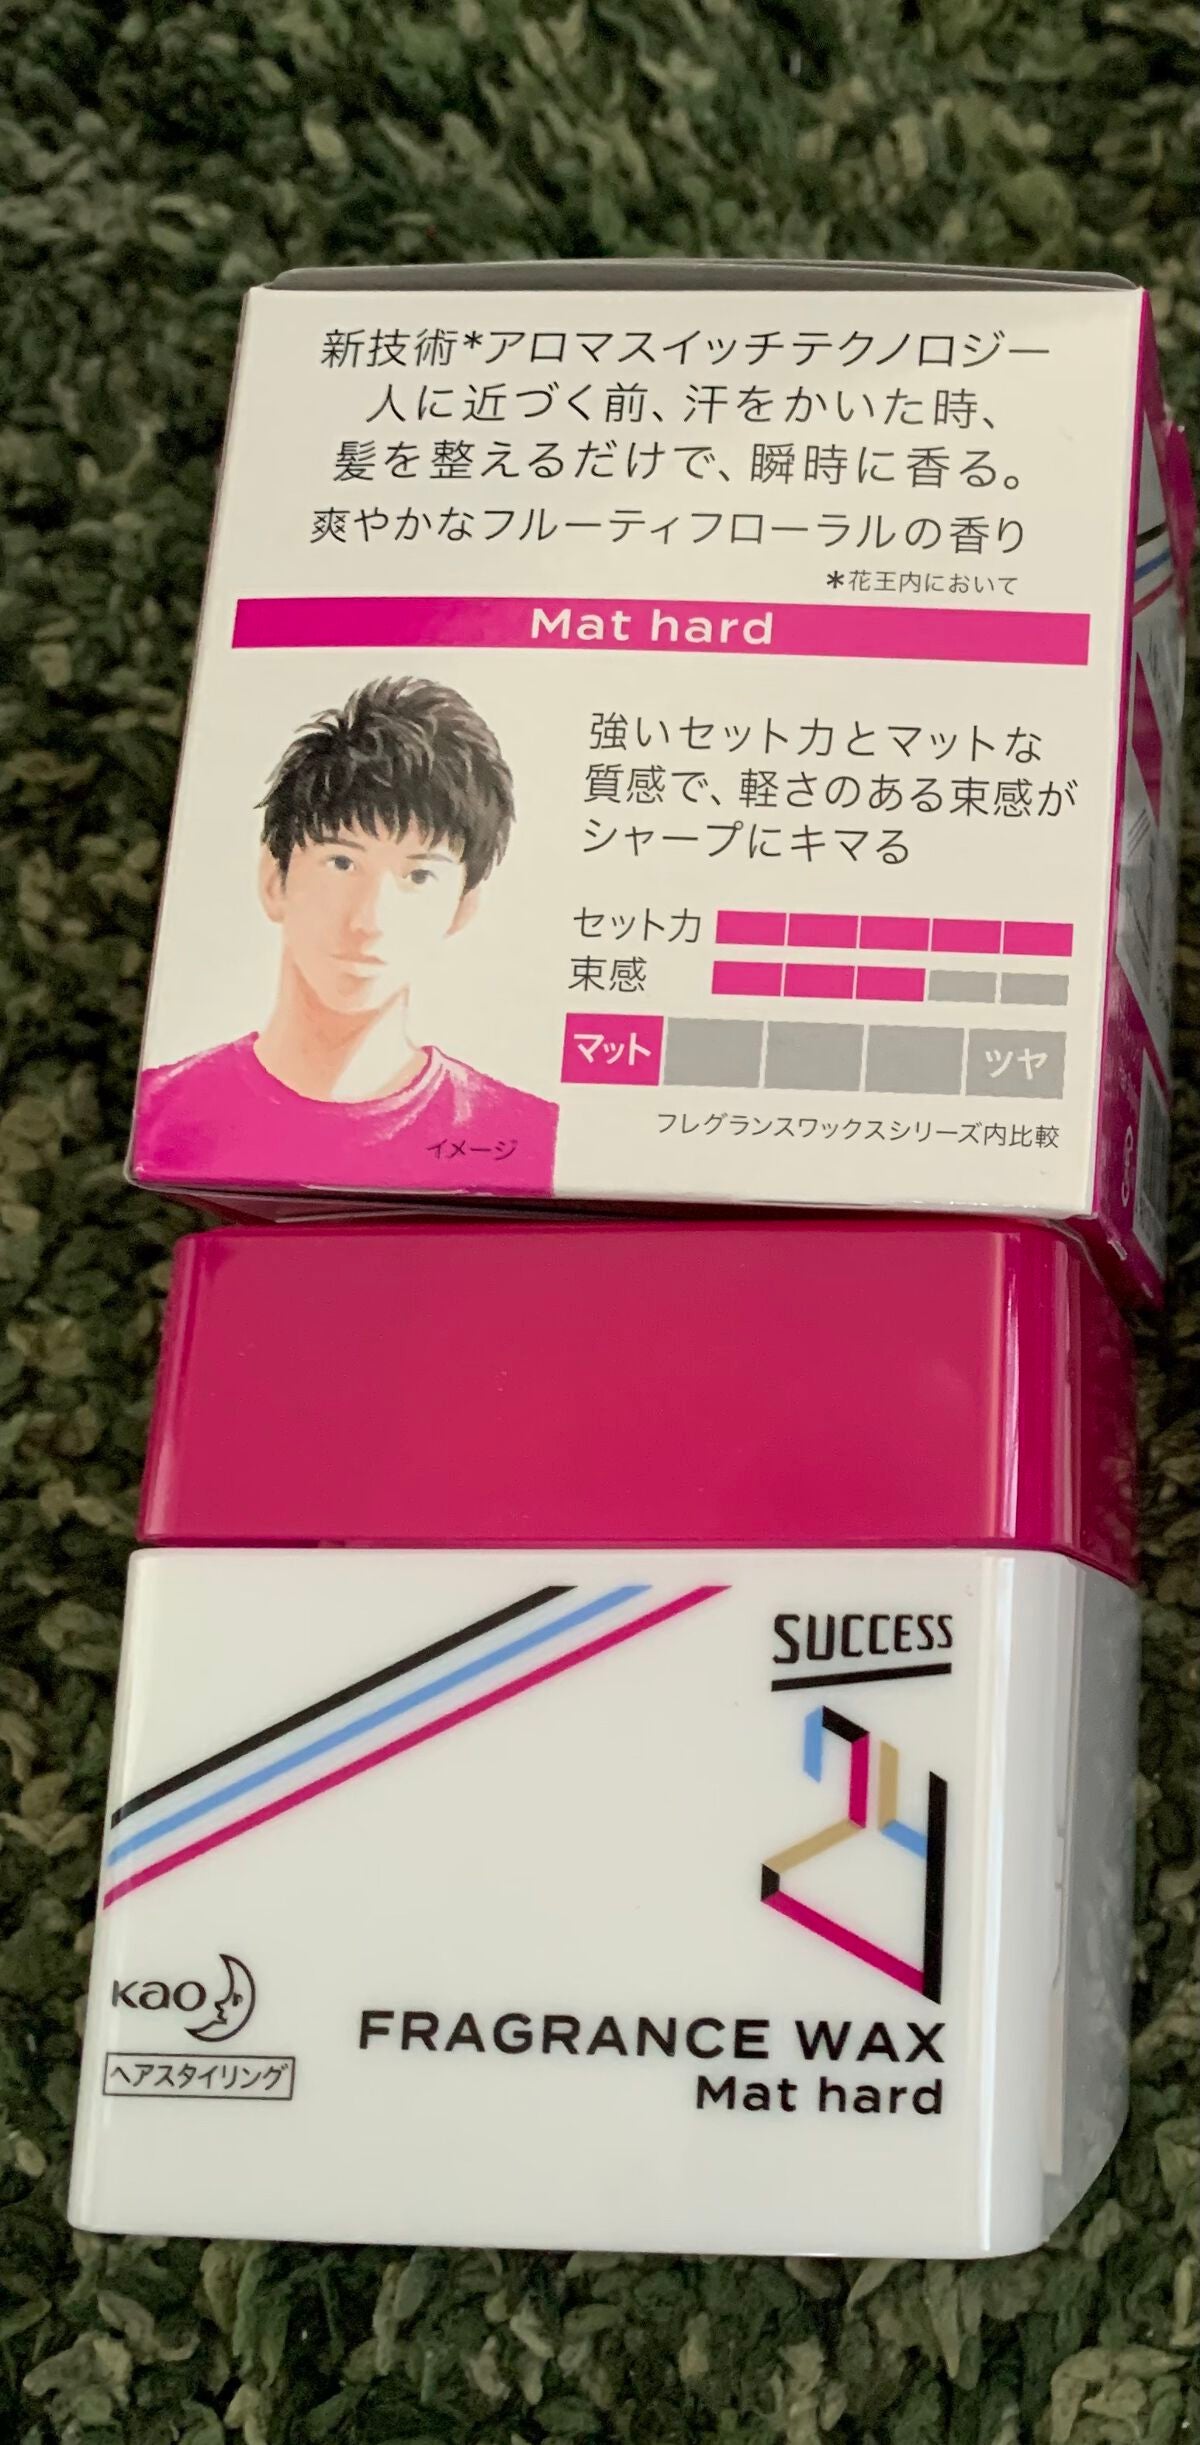 新技術*アロマスイッチテクノロジー
人に近づく前、汗をかいた時、
髪を整えるだけで、瞬時に香る。
爽やかなフルーティフローラルの香り
*花王内において
Mat hard
強いセット力とマットな
質感で、軽さのある束感が
シャープにキマる
セット力
束感
マット ツヤ
フレグランスワックスシリーズ内比較
イメージ
SUCCESS
24
Kao
ヘアスタイリング
FRAGRANCE WAX
Mat hard